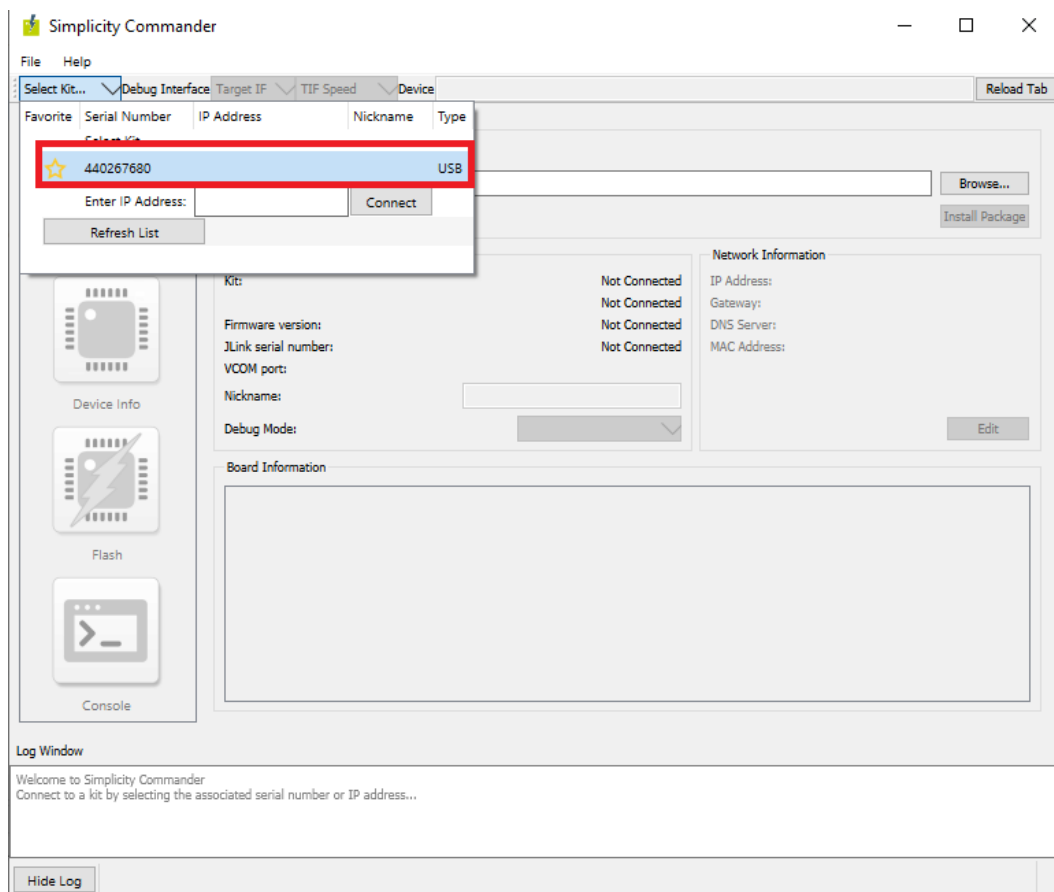 Simplicity Commander
File Help
Select Kit... Debug Interface Target IF TIF Speed Device Reload Tab
Favorite Serial Number IP Address Nickname Type
Select Kit
440267680 USB
Enter IP Address: Connect
Browse...
Refresh List
Install Package
Network Information
Kit: Not Connected IP Address:
Not Connected Gateway:
Firmware version: Not Connected DNS Server:
JLink serial number: Not Connected MAC Address:
VCOM port:
Nickname:
Device Info
Debug Mode: Edit
Board Information
Flash
Console
Log Window
Welcome to Simplicity Commander
Connect to a kit by selecting the associated serial number or IP address...
Hide Log